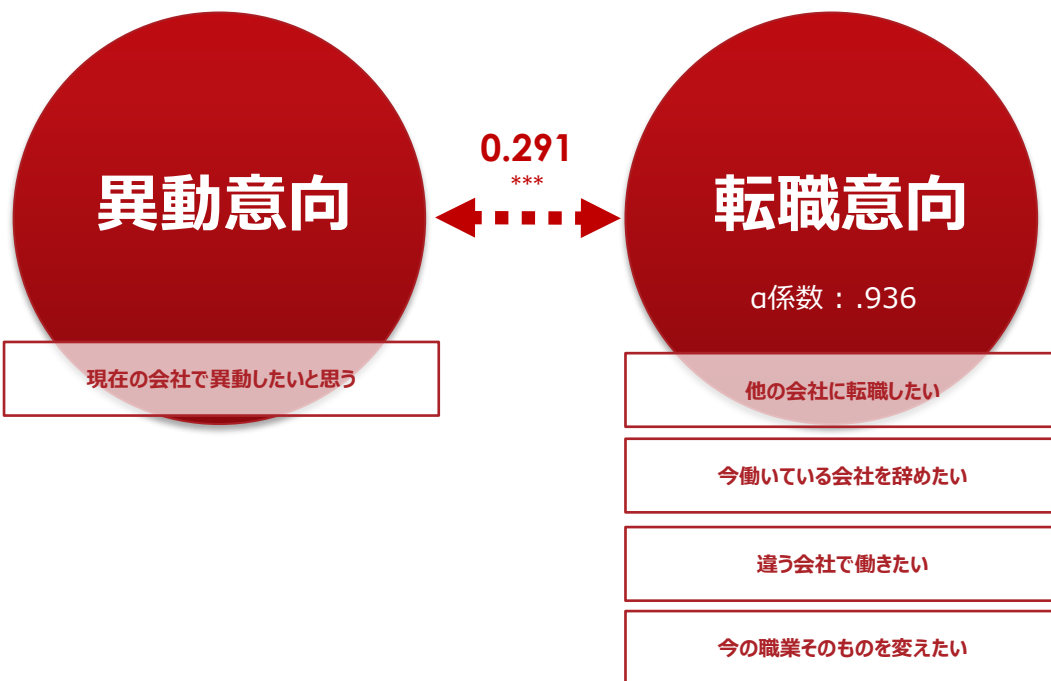 異動意向
0.291
***
転職意向
α係数：.936
現在の会社で異動したいと思う
他の会社に転職したい
今働いている会社を辞めたい
違う会社で働きたい
今の職業そのものを変えたい